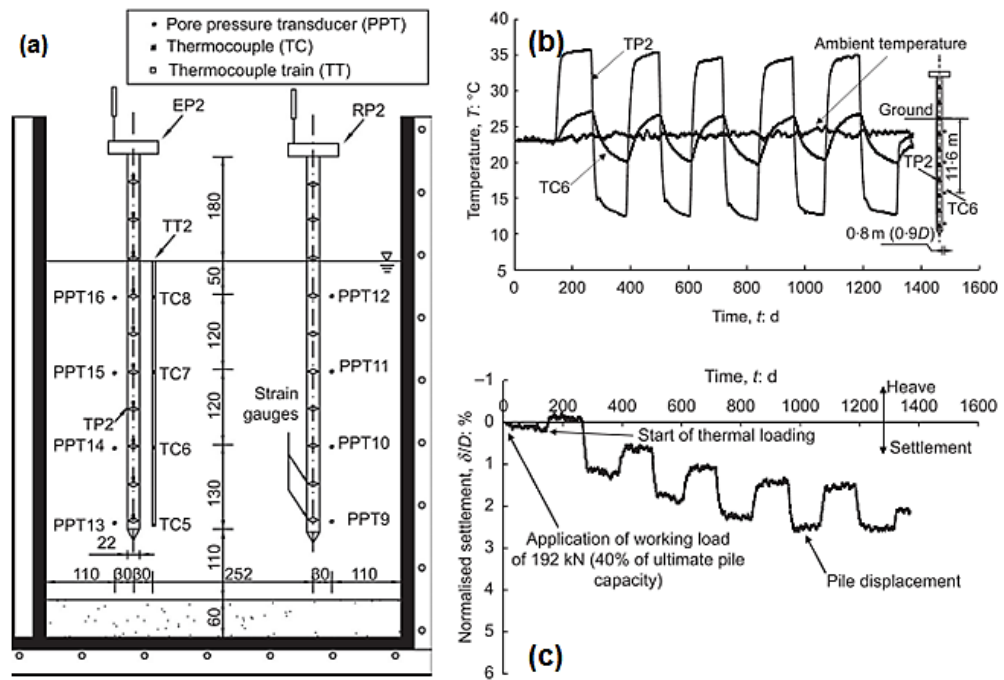 (a)
Pore pressure transducer (PPT)
Thermocouple (TC)
Thermocouple train (TT)
EP2
RP2
180
TT2
50
PPT16
TC8
PPT12
120
PPT15
TC7
PPT11
Strain
gauges
120
TP2
PPT14
TC6
PPT10
130
PPT13
TC5
PPT9
22
110
110
30
30
252
30
110
60
(b)
40
35
30
25
20
15
10
5
Temperature, T: °C
TP2
Ambient temperature
TC6
Ground
TP2
11·6 m
TC6
0·8 m (0·9D)
0
200
400
600
800
1000
1200
1400
1600
Time, t: d
Time, t: d
0
200
400
600
800
1000
1200
1400
1600
−1
0
1
2
3
4
5
6
Normalised settlement, δ/D: %
Heave
Settlement
Start of thermal loading
Application of working load
of 192 kN (40% of ultimate pile
capacity)
Pile displacement
(c)